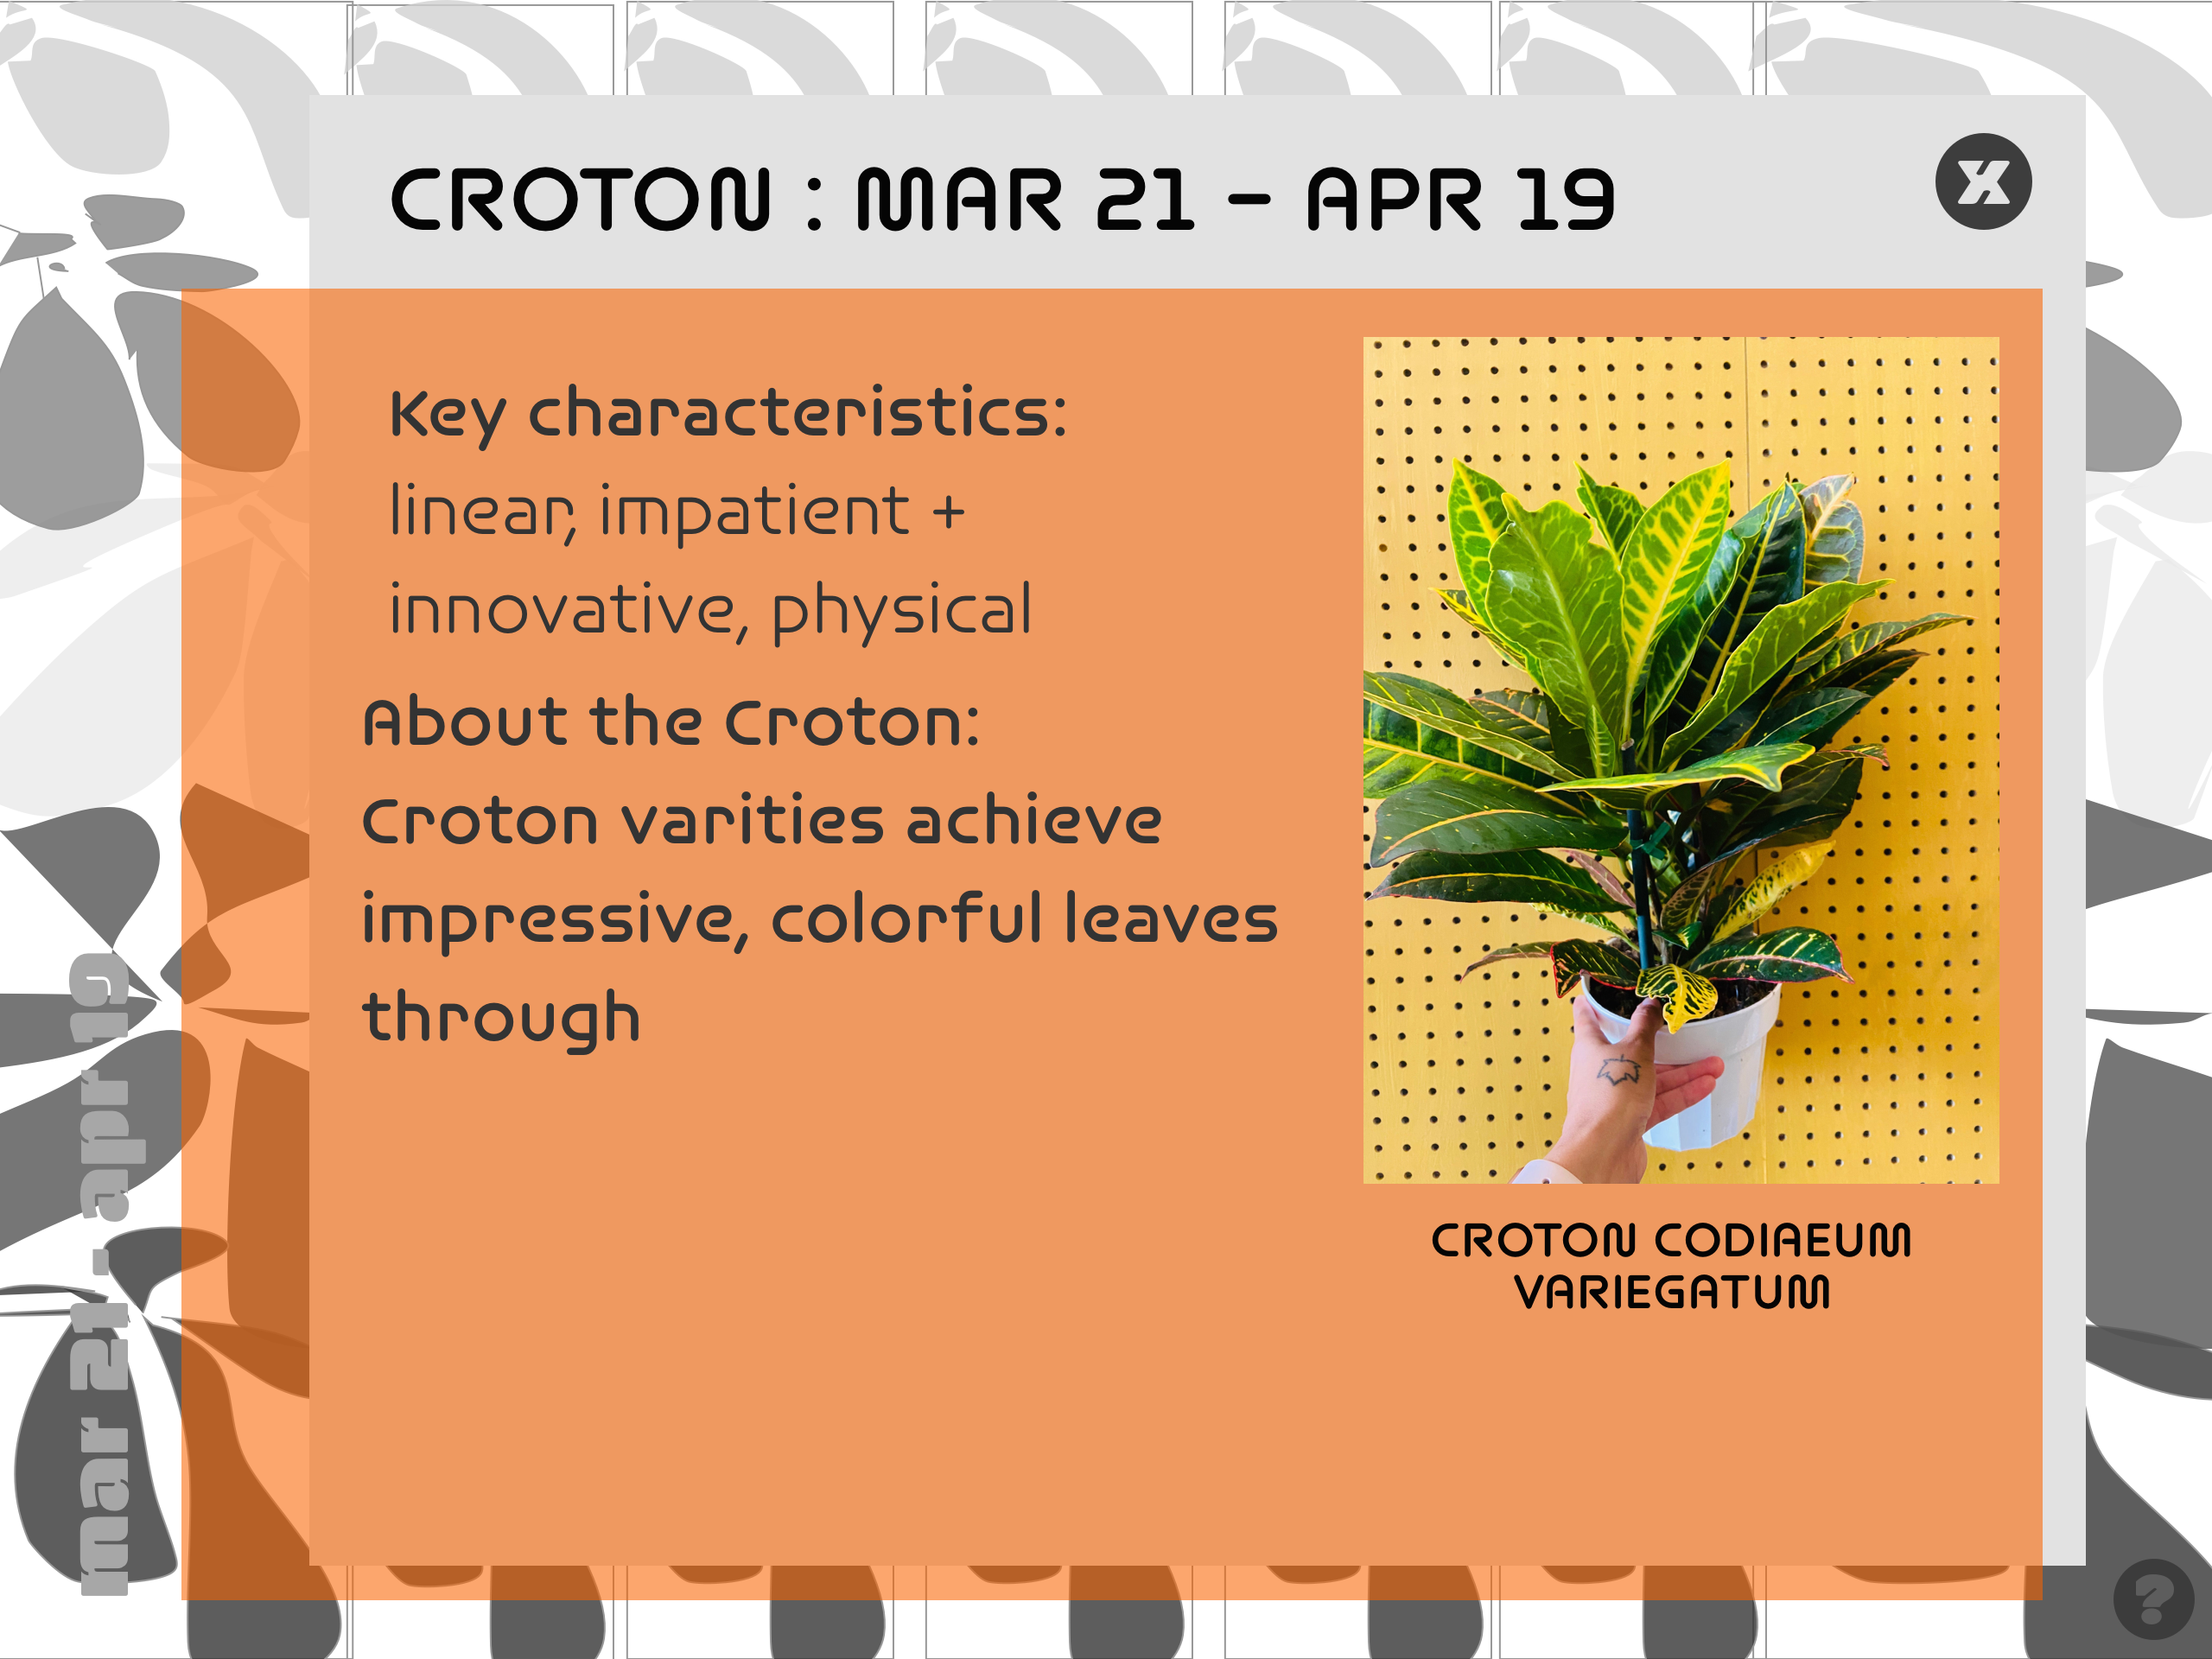 CROTON : MAR 21 - APR 19
X
Key characteristics:
linear, impatient +
innovative, physical
About the Croton:
Croton varities achieve
impressive, colorful leaves
through
CROTON CODIAEUM
VARIEGATUM
mar 21 - apr 19
?